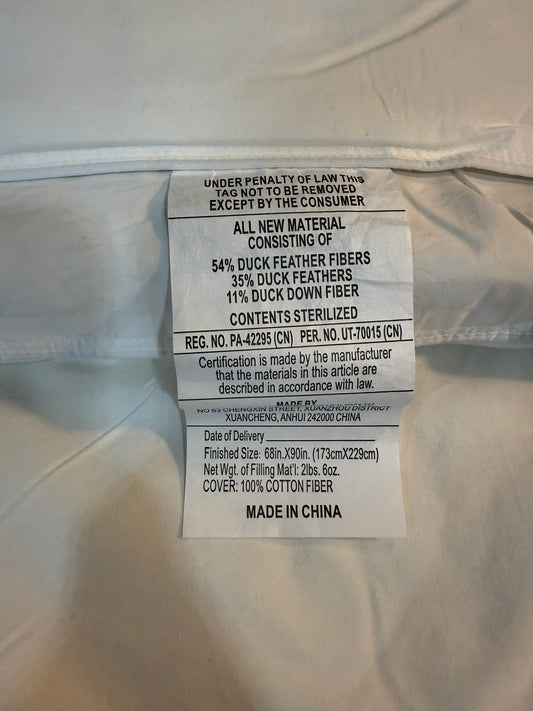 UNDER PENALTY OF LAW THIS
TAG NOT TO BE REMOVED
EXCEPT BY THE CONSUMER
ALL NEW MATERIAL
CONSISTING OF
54% DUCK FEATHER FIBERS
35% DUCK FEATHERS
11% DUCK DOWN FIBER
CONTENTS STERILIZED
REG. NO. PA-42295 (CN) PER. NO. UT-70015 (CN)
Certification is made by the manufacturer
that the materials in this article are
described in accordance with law.
MADE BY
NO 63 CHENGXIN STREET, XUANZHOU DISTRICT
XUANCHENG, ANHUI 242000 CHINA
Date of Delivery
Finished Size: 68in.X90in. (173cmX229cm)
Net Wgt. of Filling Mat'l: 2lbs. 6oz.
COVER: 100% COTTON FIBER
MADE IN CHINA